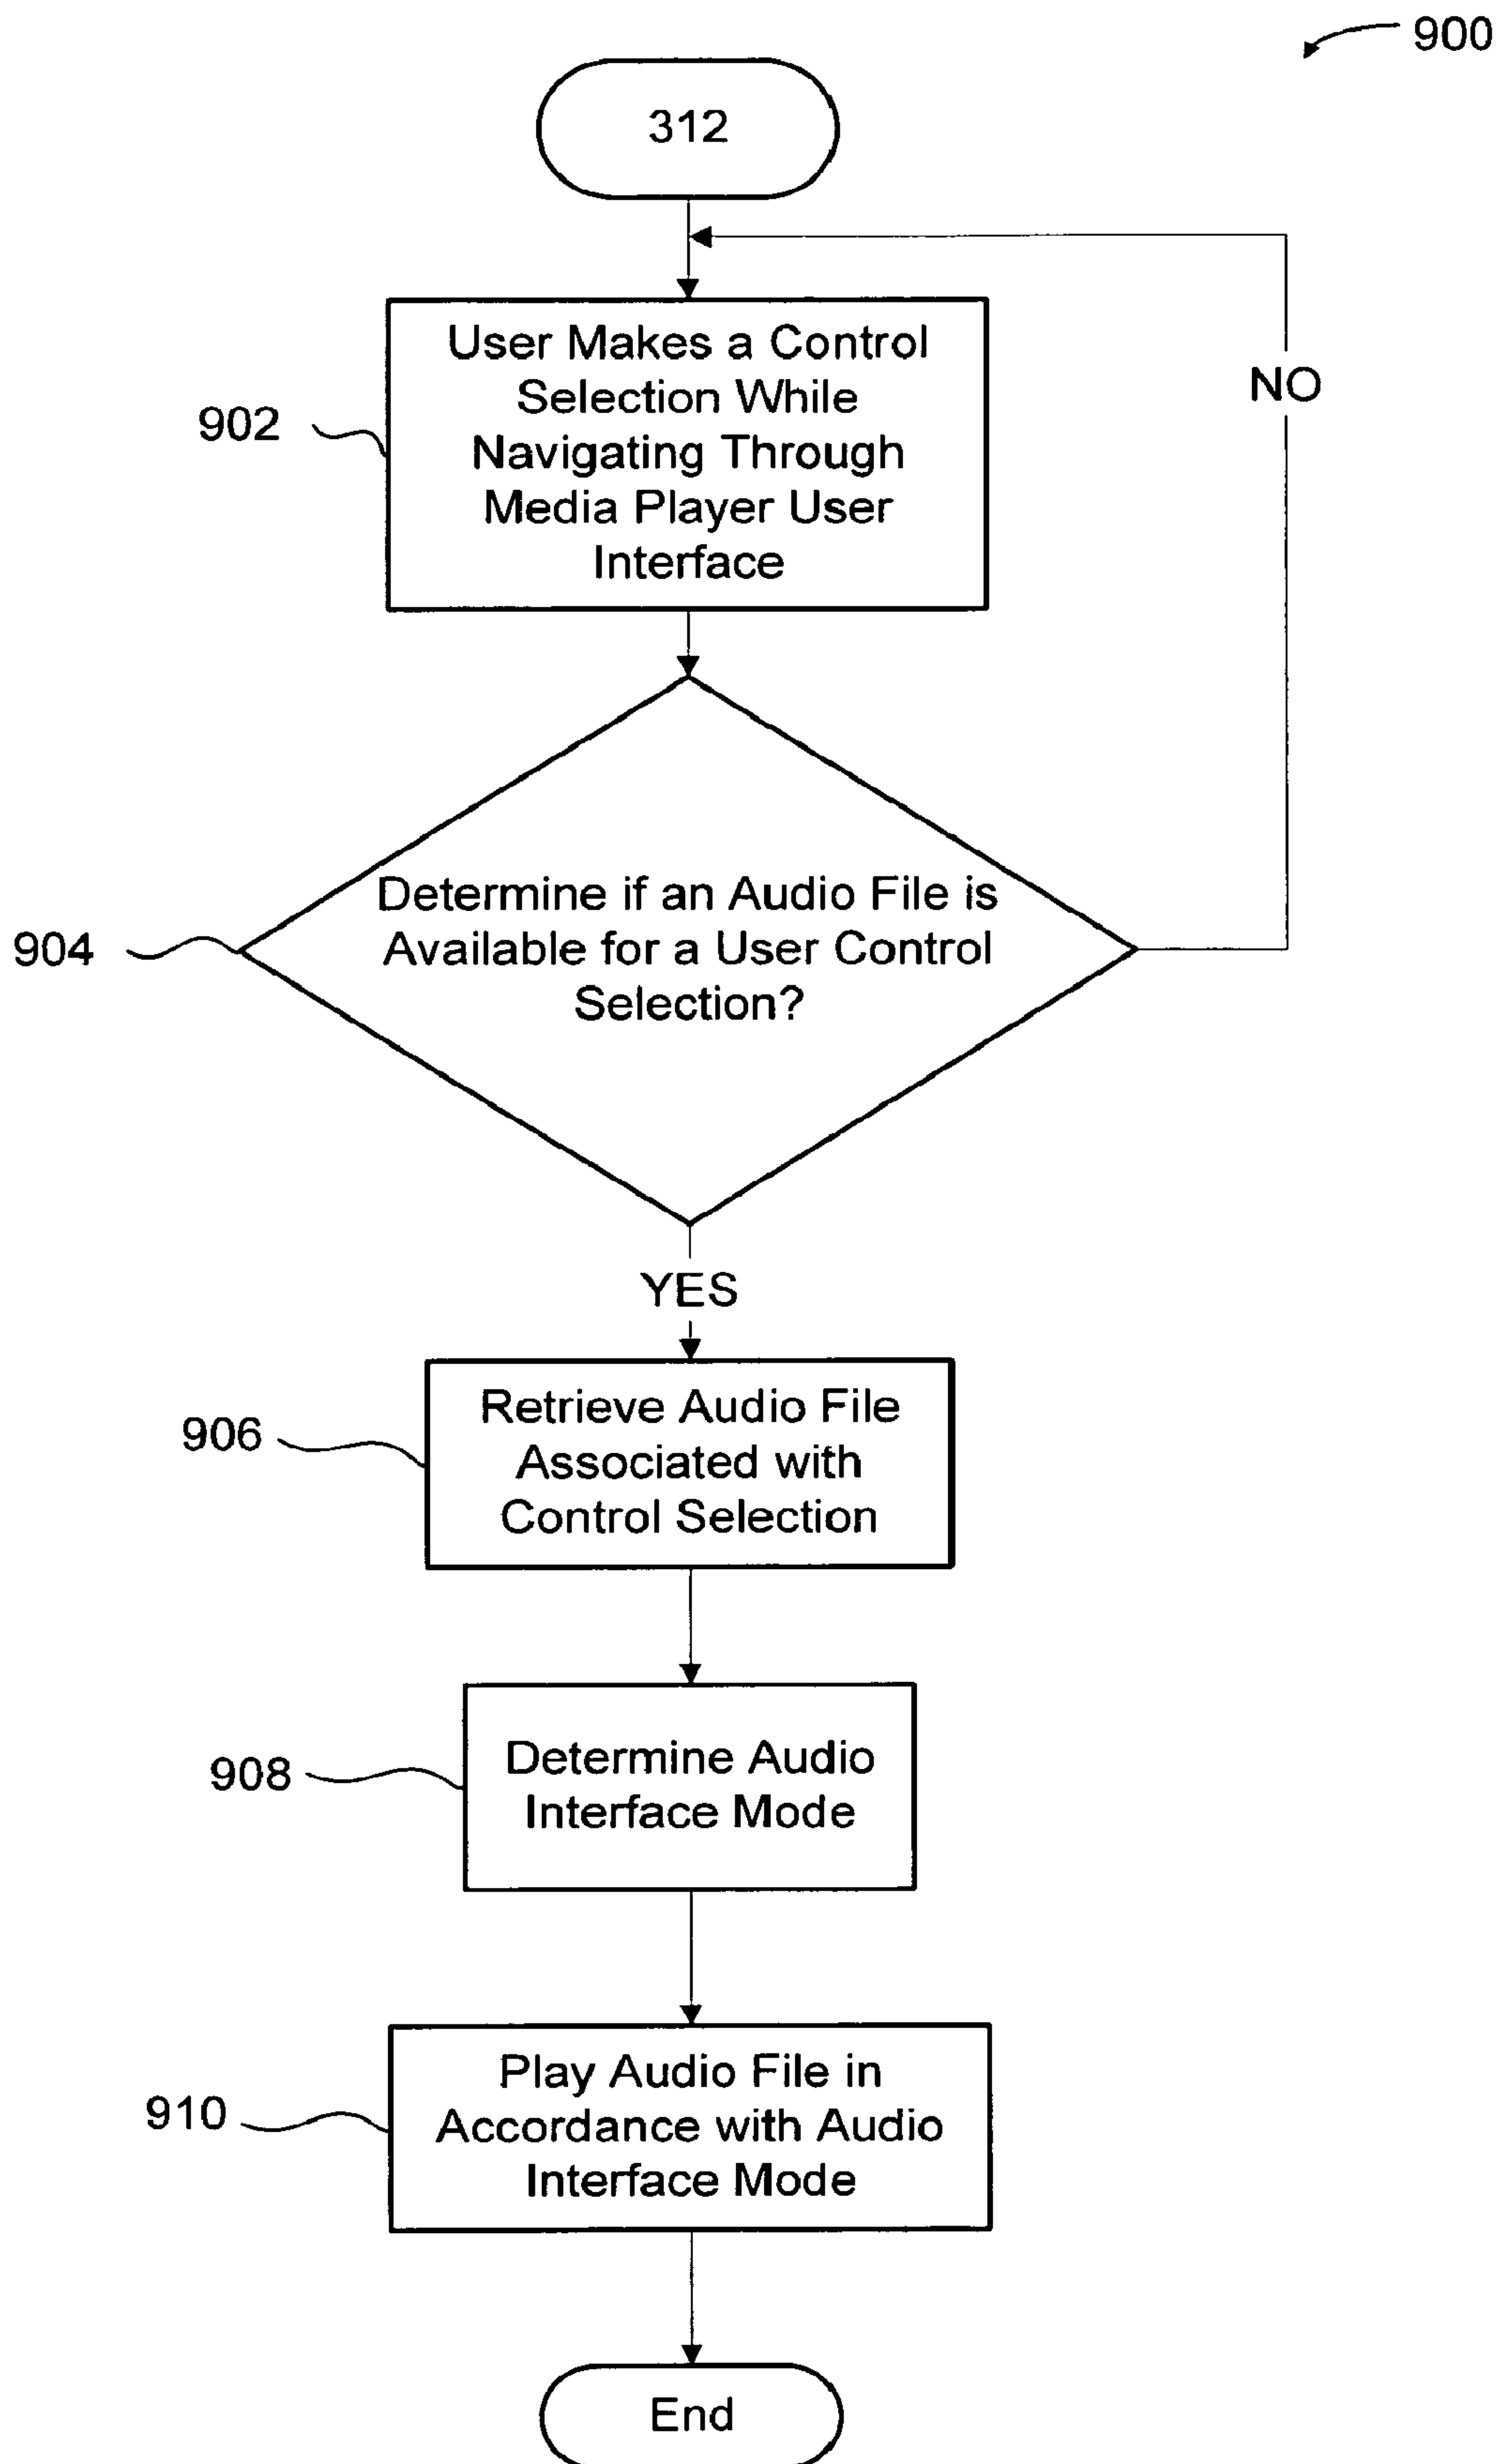 900
312
User Makes a Control
Selection While
Navigating Through
Media Player User
Interface
902
NO
Determine if an Audio File is
Available for a User Control
Selection?
904
YES
Retrieve Audio File
Associated with
Control Selection
906
Determine Audio
Interface Mode
908
Play Audio File in
Accordance with Audio
Interface Mode
910
End